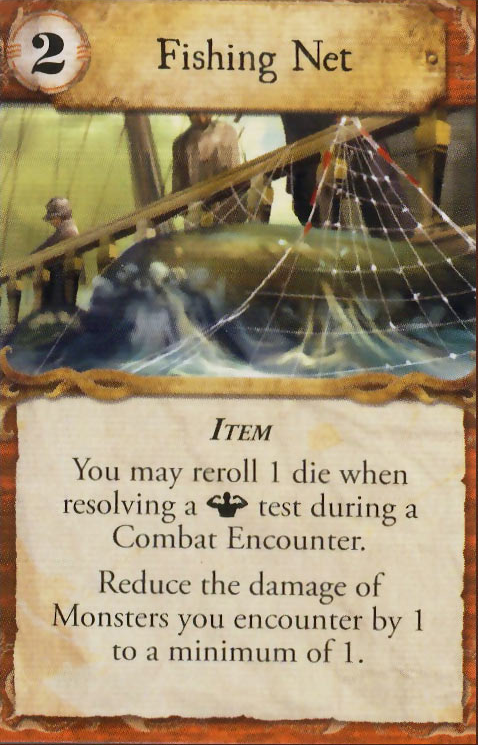 2
Fishing Net
ITEM
You may reroll 1 die when
resolving a test during a
Combat Encounter.
Reduce the damage of
Monsters you encounter by 1
to a minimum of 1.